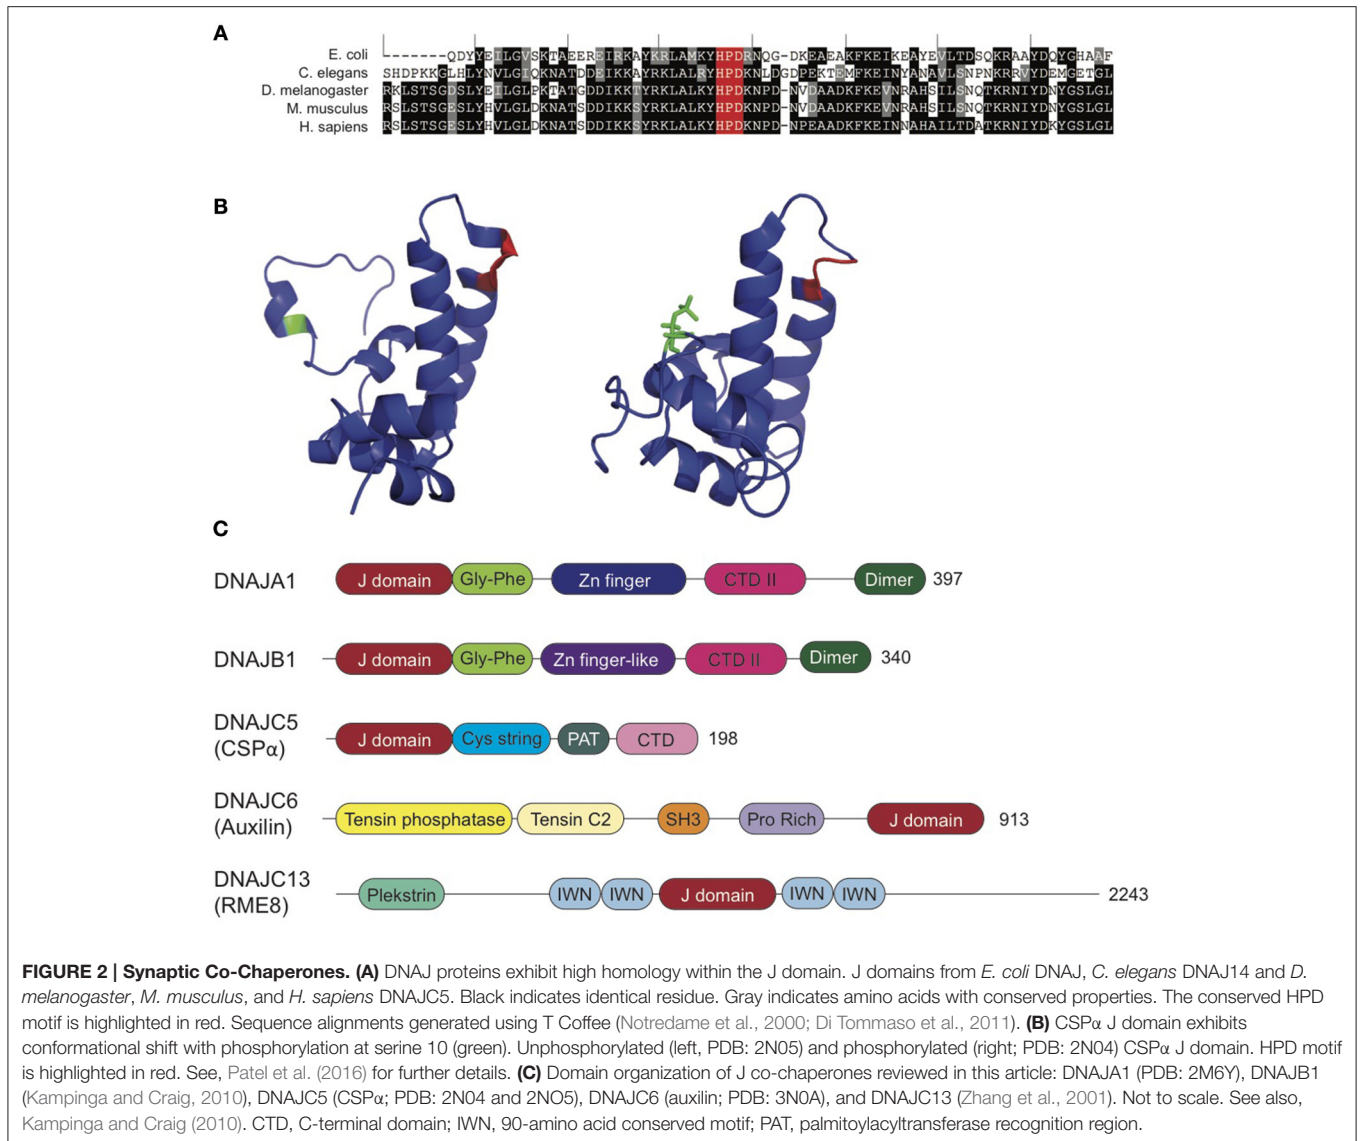 A
E. coli -------QDYYEILGVSKTAEEREIRKAYKRLAMKYHPDRNQG-DKEAEAKFKEIKEAYEVLTDSQKRAAYDQYGHAAF
C. elegans SHDPKKGLHLYNVLGIQKNATDDEIKKAYRKLALRYHPDKNLDGDPEKTEMFKEINYANAVLSNPNKRRVYDEMGETGL
D. melanogaster RKLSTSGDSLYEILGLPKTATGDDIKKTYRKLALKYHPDKNPD-NVDAADKFKEVNRAHSILSNQTKRNIYDNYGSLGL
M. musculus RSLSTSGESLYHVLGLDKNATSDDIKKSYRKLALKYHPDKNPD-NVDAADKFKEVNRAHSILSNQTKRNIYDNYGSLGL
H. sapiens RSLSTSGESLYHVLGLDKNATSDDIKKSYRKLALKYHPDKNPD-NPEAADKFKEINNAHAILTDATKRNIYDKYGSLGL
B
C
DNAJA1 J domain Gly-Phe Zn finger CTD II Dimer 397
DNAJB1 J domain Gly-Phe Zn finger-like CTD II Dimer 340
DNAJC5
(CSPα) J domain Cys string PAT CTD 198
DNAJC6
(Auxilin) Tensin phosphatase Tensin C2 SH3 Pro Rich J domain 913
DNAJC13
(RME8) Plekstrin IWN IWN J domain IWN IWN 2243
FIGURE 2 | Synaptic Co-Chaperones. (A) DNAJ proteins exhibit high homology within the J domain. J domains from E. coli DNAJ, C. elegans DNAJ14 and D.
melanogaster, M. musculus, and H. sapiens DNAJC5. Black indicates identical residue. Gray indicates amino acids with conserved properties. The conserved HPD
motif is highlighted in red. Sequence alignments generated using T Coffee (Notredame et al., 2000; Di Tommaso et al., 2011). (B) CSPα J domain exhibits
conformational shift with phosphorylation at serine 10 (green). Unphosphorylated (left, PDB: 2N05) and phosphorylated (right; PDB: 2N04) CSPα J domain. HPD motif
is highlighted in red. See, Patel et al. (2016) for further details. (C) Domain organization of J co-chaperones reviewed in this article: DNAJA1 (PDB: 2M6Y), DNAJB1
(Kampinga and Craig, 2010), DNAJC5 (CSPα; PDB: 2N04 and 2NO5), DNAJC6 (auxilin; PDB: 3N0A), and DNAJC13 (Zhang et al., 2001). Not to scale. See also,
Kampinga and Craig (2010). CTD, C-terminal domain; IWN, 90-amino acid conserved motif; PAT, palmitoylacyltransferase recognition region.